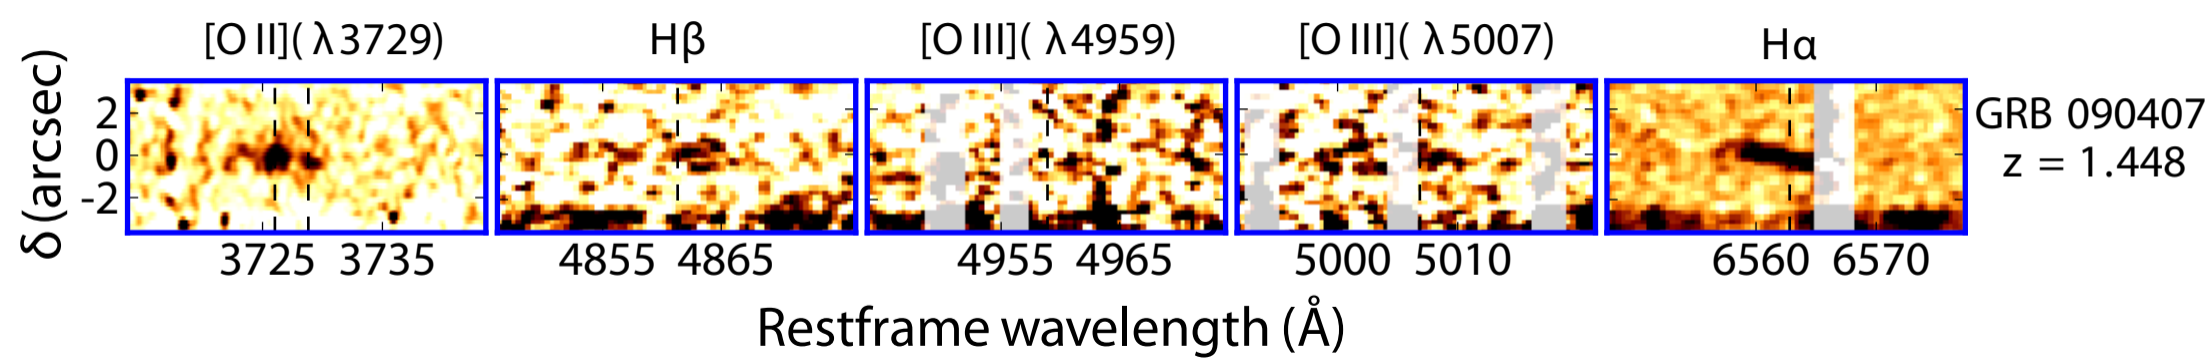 [O II]( λ3729) Hβ [O III]( λ4959) [O III]( λ5007) Hα
δ (arcsec)
2
0
-2
GRB 090407
z = 1.448
3725 3735 4855 4865 4955 4965 5000 5010 6560 6570
Restframe wavelength (Å)